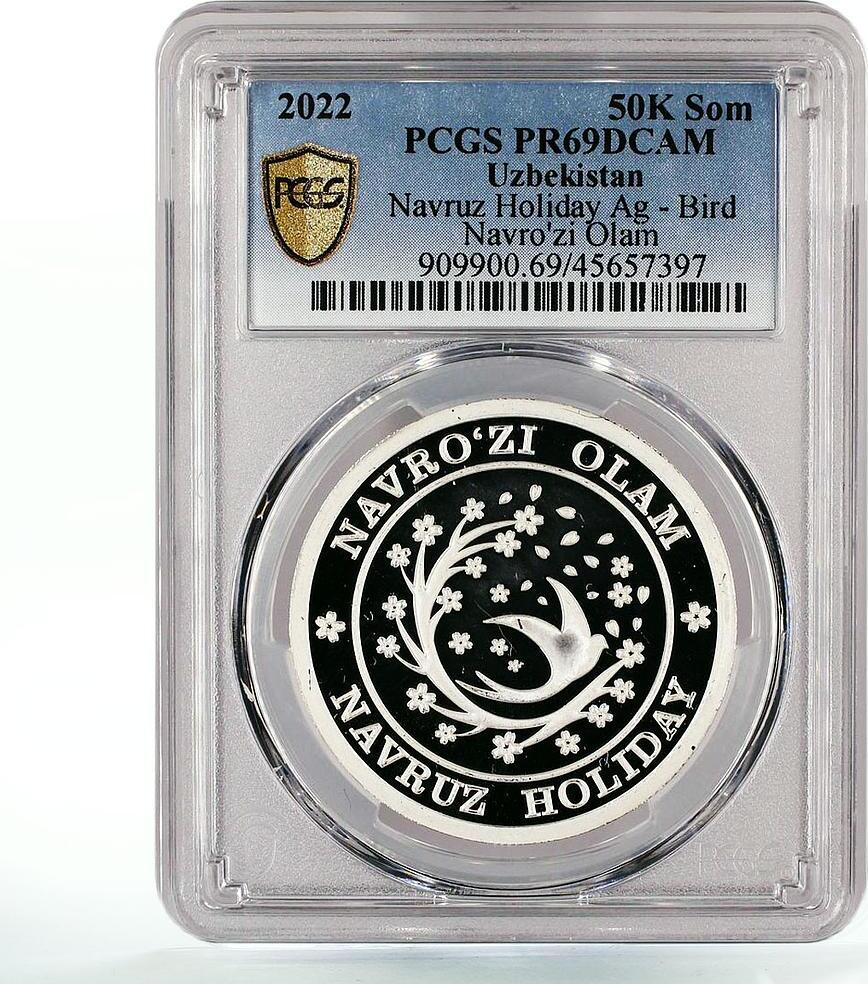 2022 50K Som
PCGS PR69DCAM
PCGS
Uzbekistan
Navruz Holiday Ag - Bird
Navro'zi Olam
909900.69/45657397
NAVRO‘ZI OLAM
NAVRUZ HOLIDAY
PCGS